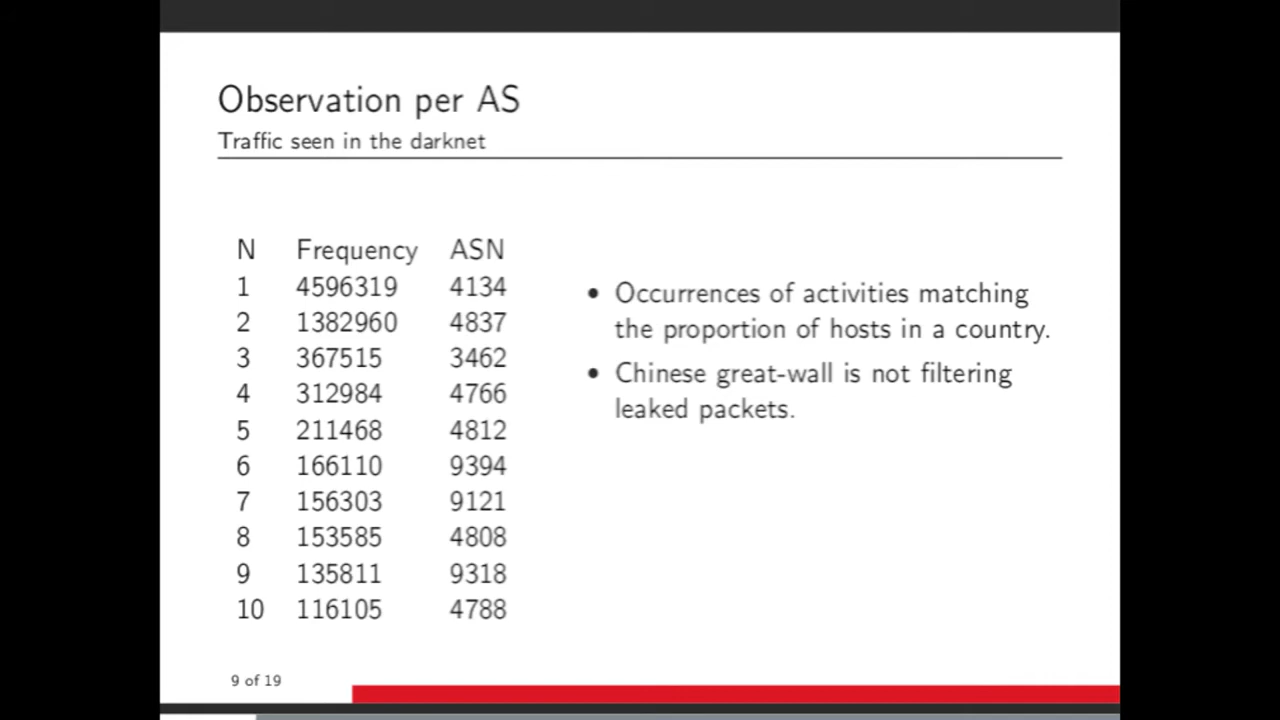 Observation per AS
Traffic seen in the darknet
N Frequency ASN
1 4596319 4134
2 1382960 4837
3 367515 3462
4 312984 4766
5 211468 4812
6 166110 9394
7 156303 9121
8 153585 4808
9 135811 9318
10 116105 4788
• Occurrences of activities matching
the proportion of hosts in a country.
• Chinese great-wall is not filtering
leaked packets.
9 of 19